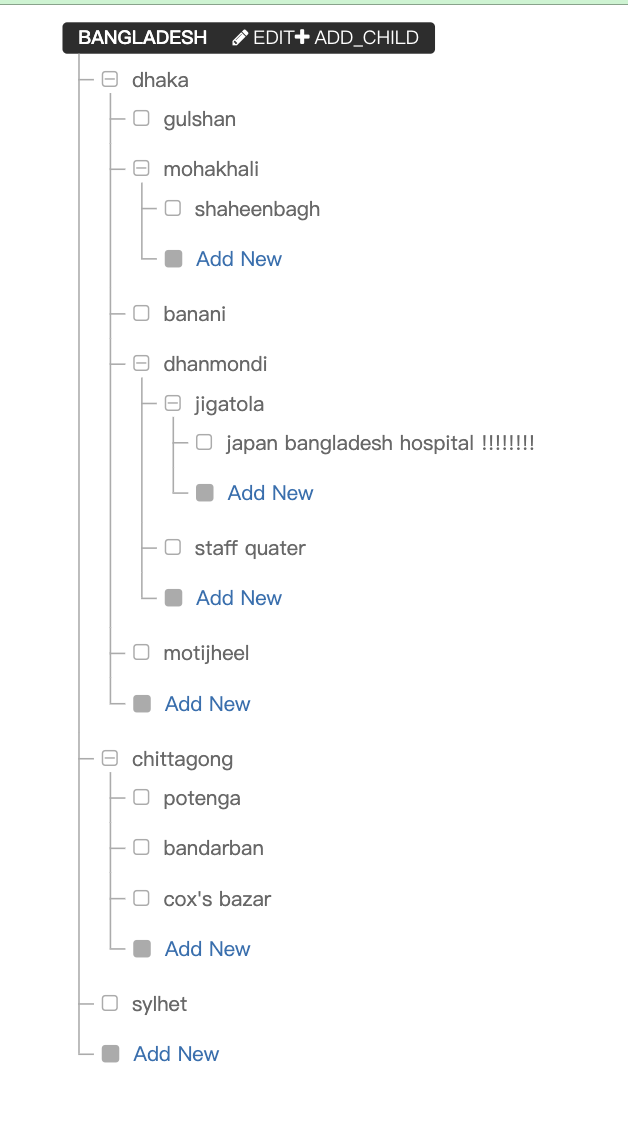 BANGLADESH EDIT ADD_CHILD
dhaka
gulshan
mohakhali
shaheenbagh
Add New
banani
dhanmondi
jigatola
japan bangladesh hospital !!!!!!!!
Add New
staff quater
Add New
motijheel
Add New
chittagong
potenga
bandarban
cox's bazar
Add New
sylhet
Add New